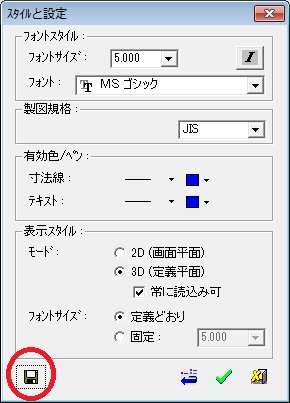 ｽﾀｲﾙと設定
フォントスタイル：
フォントサイズ： 5.000 I
フォント： MS ゴシック
製図規格：
JIS
有効色/ペン：
寸法線：
テキスト：
表示スタイル：
モード： 2D (画面平面)
3D (定義平面)
常に読込み可
フォントサイズ： 定義どおり
固定： 5.000